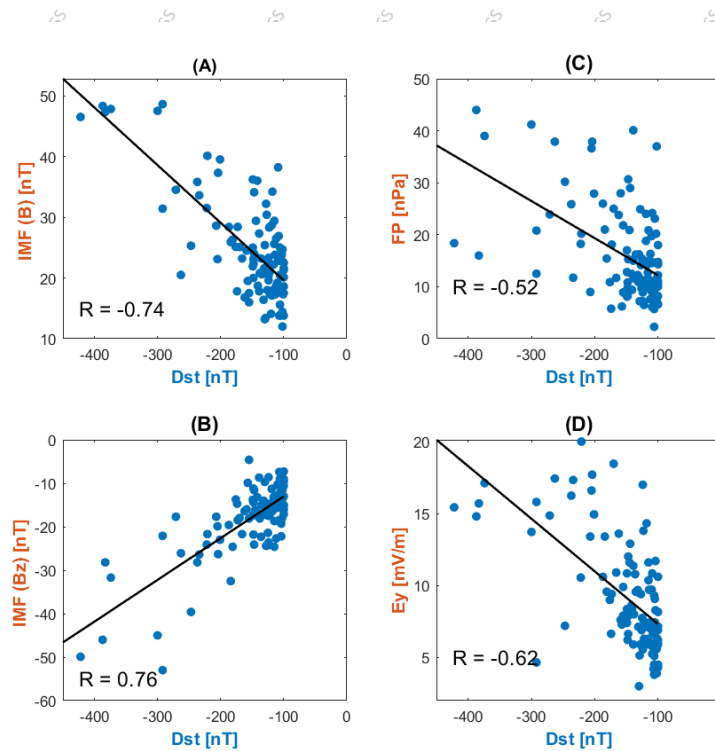 (A)
IMF (B) [nT]
50
40
30
20
10
R = -0.74
-400 -300 -200 -100 0
Dst [nT]
(C)
FP [nPa]
50
40
30
20
10
0
R = -0.52
-400 -300 -200 -100
Dst [nT]
(B)
IMF (Bz) [nT]
0
-10
-20
-30
-40
-50
-60
R = 0.76
-400 -300 -200 -100 0
Dst [nT]
(D)
Ey [mV/m]
20
15
10
5
R = -0.62
-400 -300 -200 -100
Dst [nT]